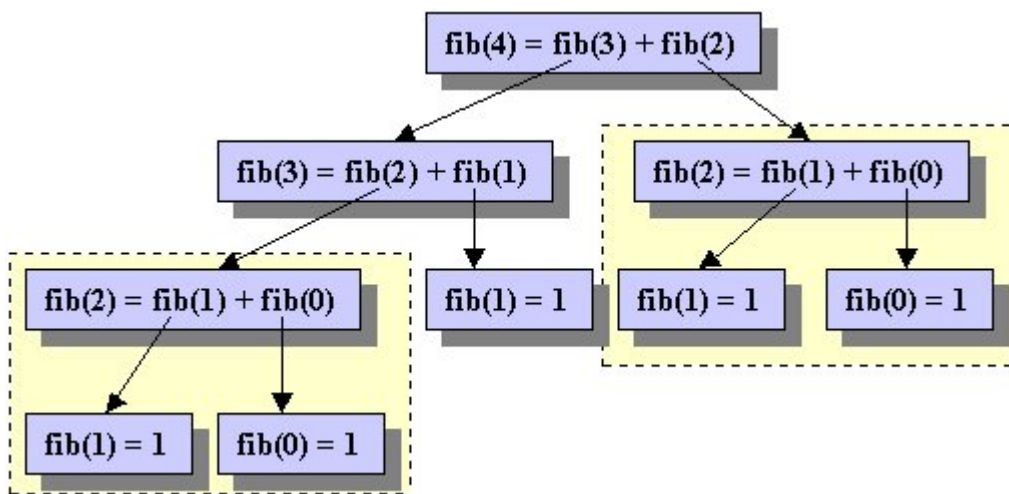 fib(4) = fib(3) + fib(2)
fib(3) = fib(2) + fib(1)
fib(2) = fib(1) + fib(0)
fib(2) = fib(1) + fib(0)
fib(1) = 1
fib(1) = 1
fib(0) = 1
fib(1) = 1
fib(0) = 1